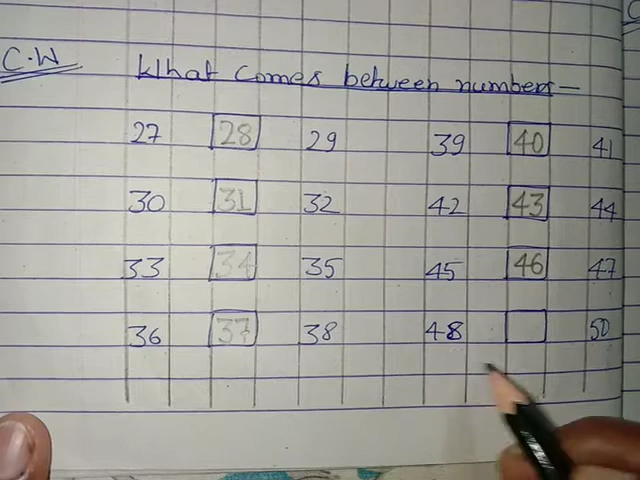 C.W
What comes between numbers—
27 28 29 39 40 41
30 31 32 42 43 44
33 34 35 45 46 47
36 37 38 48 50